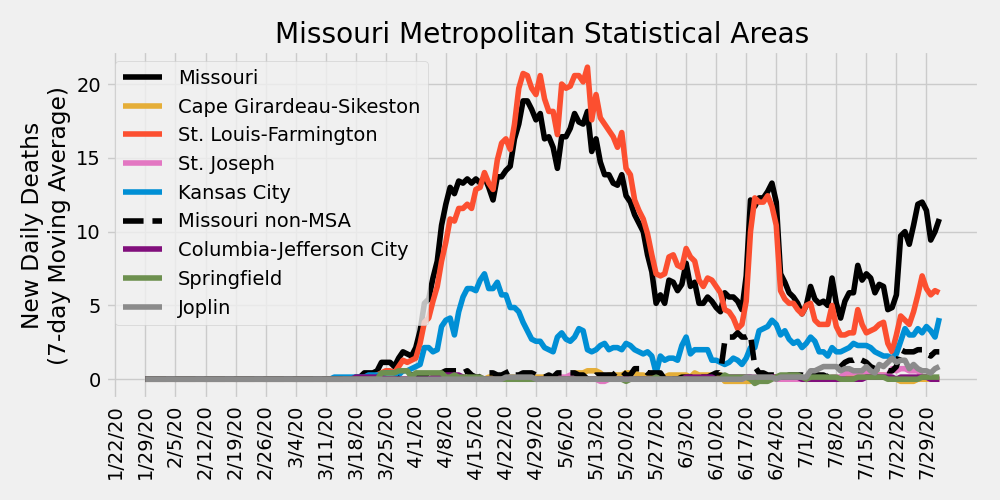 Missouri Metropolitan Statistical Areas
New Daily Deaths
(7-day Moving Average)
20
15
10
5
0
Missouri
Cape Girardeau-Sikeston
St. Louis-Farmington
St. Joseph
Kansas City
Missouri non-MSA
Columbia-Jefferson City
Springfield
Joplin
1/22/20
1/29/20
2/5/20
2/12/20
2/19/20
2/26/20
3/4/20
3/11/20
3/18/20
3/25/20
4/1/20
4/8/20
4/15/20
4/22/20
4/29/20
5/6/20
5/13/20
5/20/20
5/27/20
6/3/20
6/10/20
6/17/20
6/24/20
7/1/20
7/8/20
7/15/20
7/22/20
7/29/20